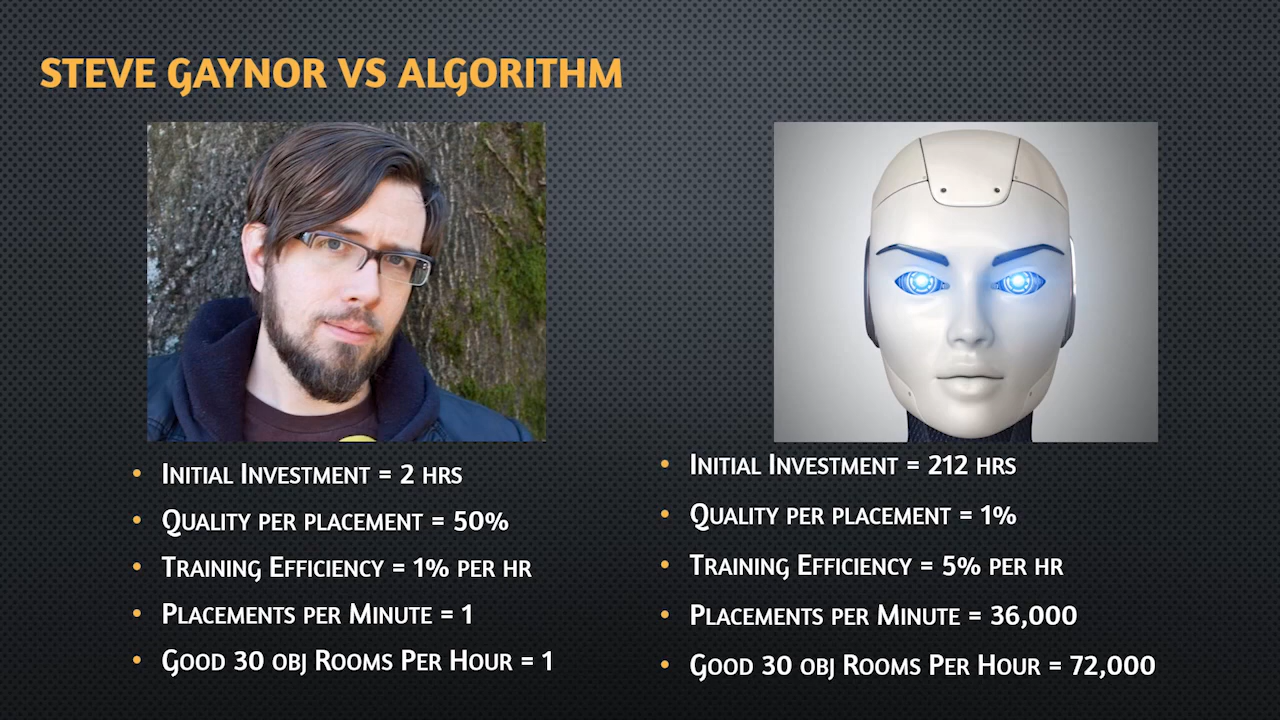 STEVE GAYNOR VS ALGORITHM
• INITIAL INVESTMENT = 2 HRS
• QUALITY PER PLACEMENT = 50%
• TRAINING EFFICIENCY = 1% PER HR
• PLACEMENTS PER MINUTE = 1
• GOOD 30 OBJ ROOMS PER HOUR = 1
• INITIAL INVESTMENT = 212 HRS
• QUALITY PER PLACEMENT = 1%
• TRAINING EFFICIENCY = 5% PER HR
• PLACEMENTS PER MINUTE = 36,000
• GOOD 30 OBJ ROOMS PER HOUR = 72,000